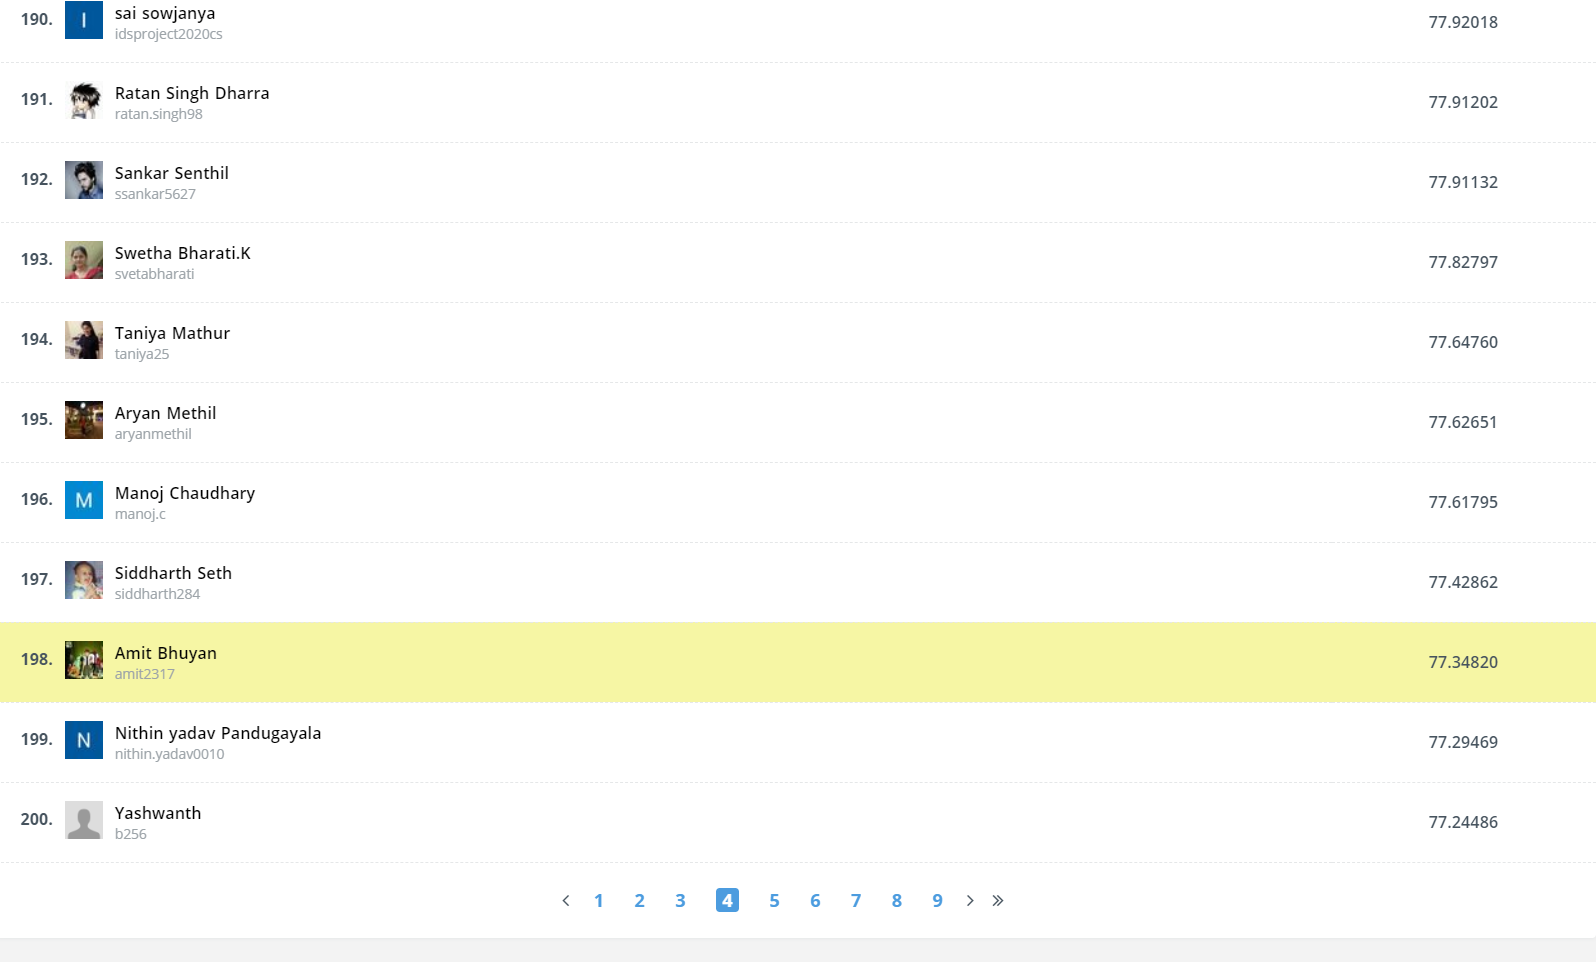 190. I sai sowjanya 77.92018
idsproject2020cs
191. Ratan Singh Dharra 77.91202
ratan.singh98
192. Sankar Senthil 77.91132
ssankar5627
193. Swetha Bharati.K 77.82797
svetabharati
194. Taniya Mathur 77.64760
taniya25
195. Aryan Methil 77.62651
aryanmethil
196. M Manoj Chaudhary 77.61795
manoj.c
197. Siddharth Seth 77.42862
siddharth284
198. Amit Bhuyan 77.34820
amit2317
199. N Nithin yadav Pandugayala 77.29469
nithin.yadav0010
200. Yashwanth 77.24486
b256
‹ 1 2 3 4 5 6 7 8 9 › »